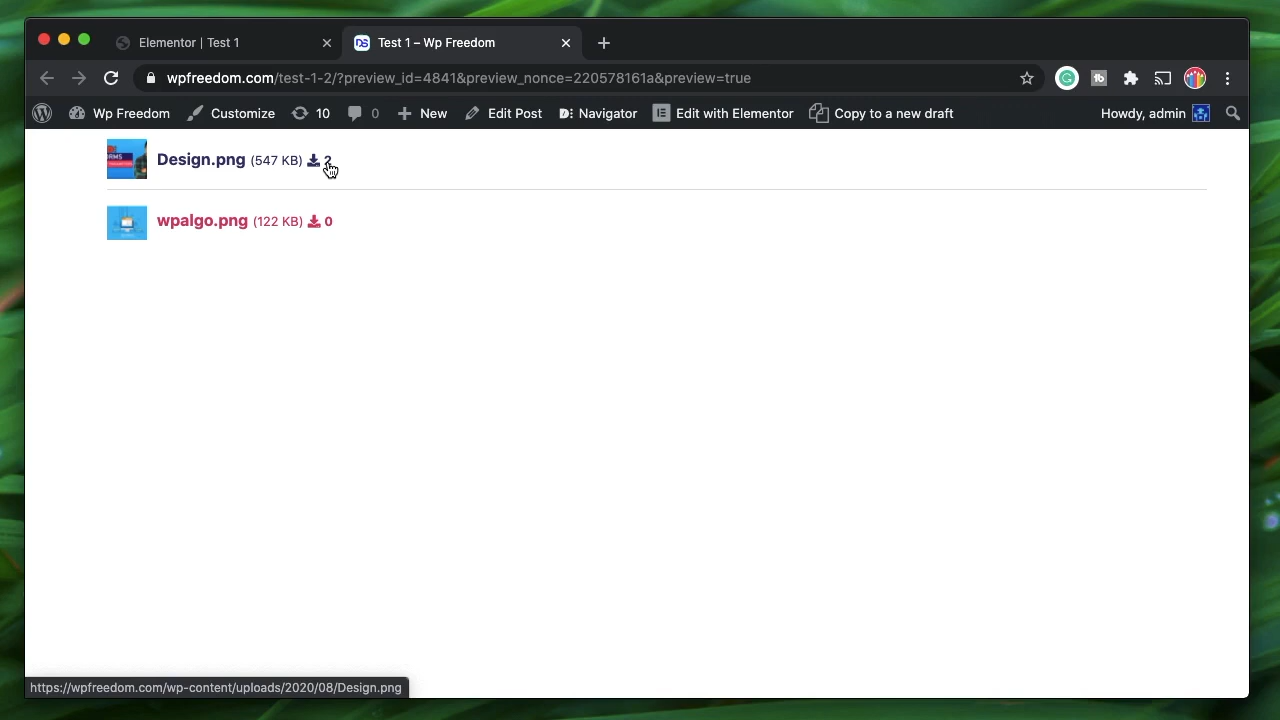 Elementor | Test 1
Test 1 – Wp Freedom
wpfreedom.com/test-1-2/?preview_id=4841&preview_nonce=220578161a&preview=true
Wp Freedom Customize 10 0 New Edit Post Navigator Edit with Elementor Copy to a new draft Howdy, admin
Design.png (547 KB) 2
wpalgo.png (122 KB) 0
https://wpfreedom.com/wp-content/uploads/2020/08/Design.png